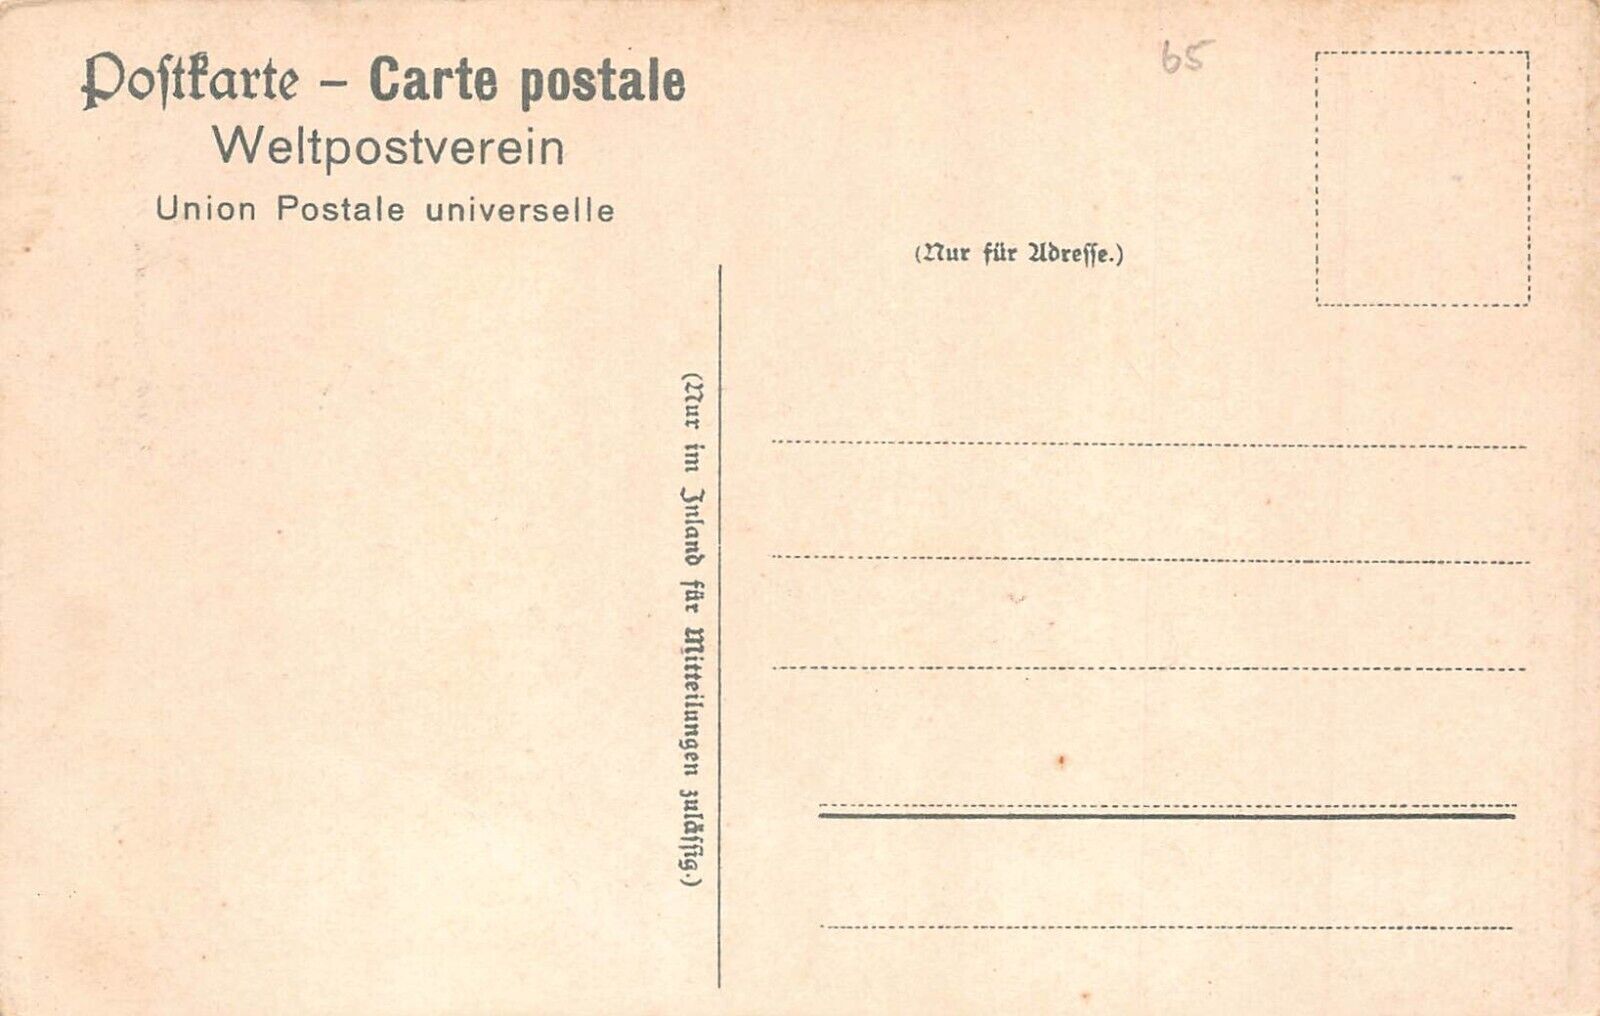 Poſtkarte – Carte postale
Weltpostverein
Union Postale universelle
65
(Nur für Adreſſe.)
(Nur im Inland für Mitteilungen zuläſſig.)